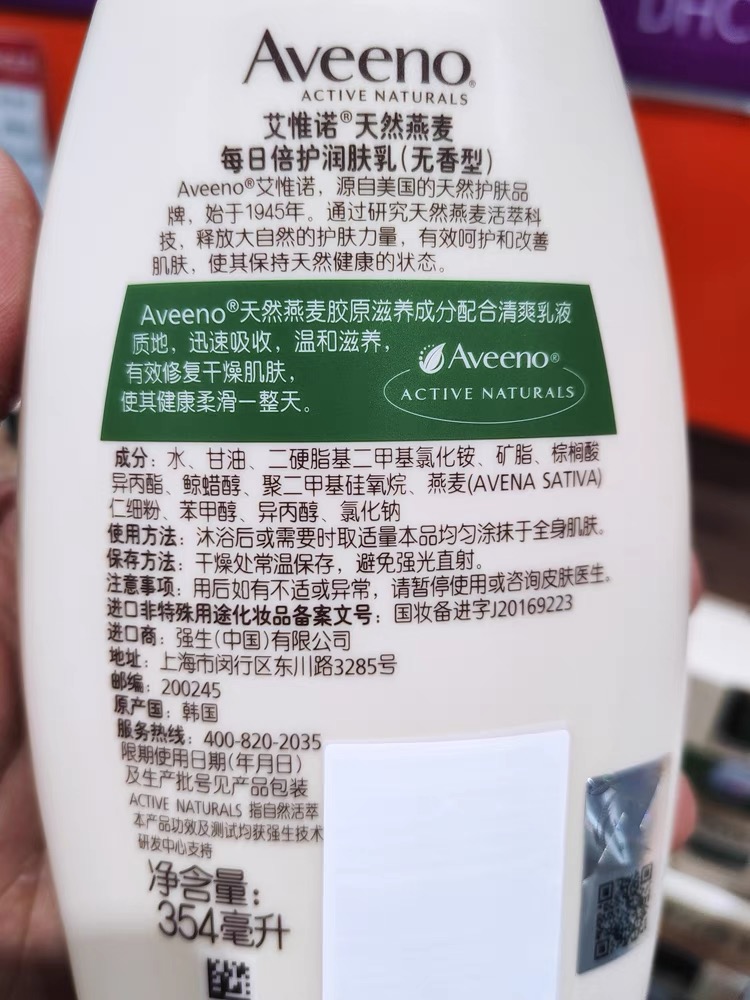 DHC
Aveeno®
ACTIVE NATURALS
艾惟诺®天然燕麦
每日倍护润肤乳(无香型)
Aveeno®艾惟诺，源自美国的天然护肤品
牌，始于1945年。通过研究天然燕麦活萃科
技，释放大自然的护肤力量，有效呵护和改善
肌肤，使其保持天然健康的状态。
Aveeno®天然燕麦胶原滋养成分配合清爽乳液
质地，迅速吸收，温和滋养，
有效修复干燥肌肤，
使其健康柔滑一整天。
Aveeno®
ACTIVE NATURALS
成分：水、甘油、二硬脂基二甲基氯化铵、矿脂、棕榈酸
异丙酯、鲸蜡醇、聚二甲基硅氧烷、燕麦(AVENA SATIVA)
仁细粉、苯甲醇、异丙醇、氯化钠
使用方法：沐浴后或需要时取适量本品均匀涂抹于全身肌肤。
保存方法：干燥处常温保存，避免强光直射。
注意事项：用后如有不适或异常，请暂停使用或咨询皮肤医生。
进口非特殊用途化妆品备案文号：国妆备进字J20169223
进口商：强生(中国)有限公司
地址：上海市闵行区东川路3285号
邮编：200245
原产国：韩国
服务热线：400-820-2035
限期使用日期(年月日)
及生产批号见产品包装
ACTIVE NATURALS 指自然活萃
本产品功效及测试均获强生技术
研发中心支持
净含量：
354毫升